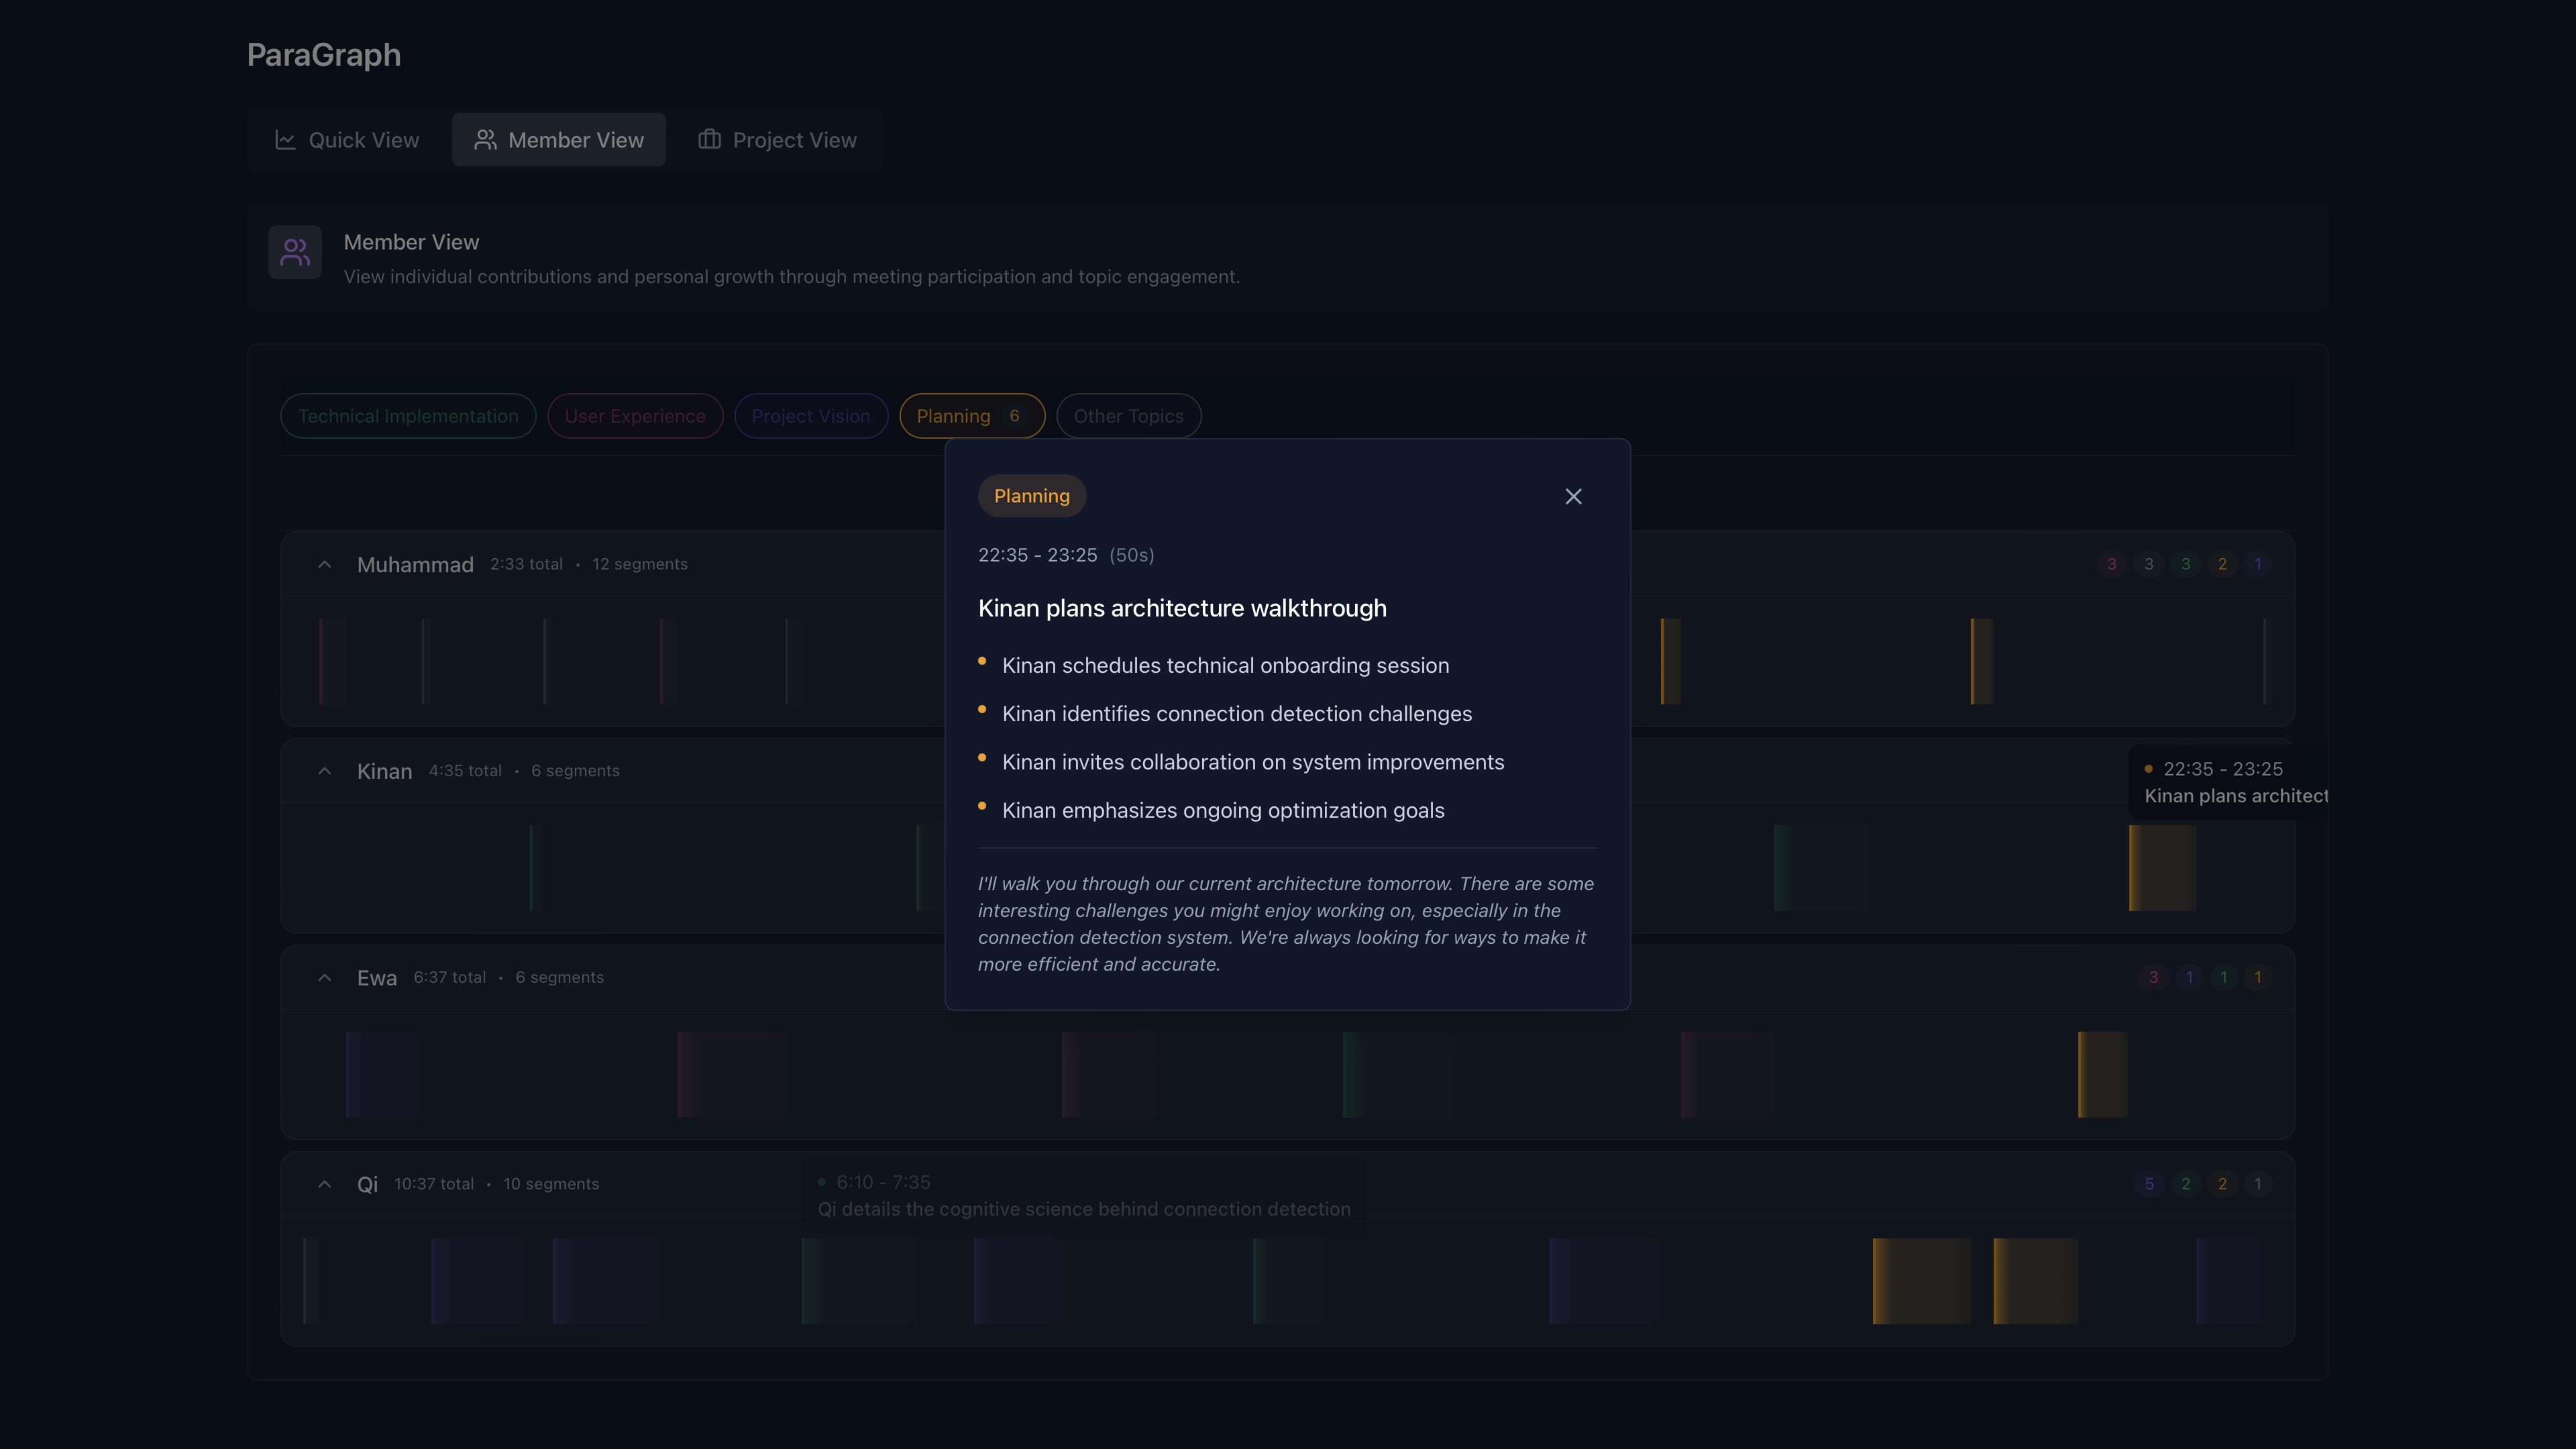 ParaGraph
Quick View
Member View
Project View
Member View
View individual contributions and personal growth through meeting participation and topic engagement.
Technical Implementation
User Experience
Project Vision
Planning 6
Other Topics
Planning
22:35 - 23:25 (50s)
Kinan plans architecture walkthrough
Kinan schedules technical onboarding session
Kinan identifies connection detection challenges
Kinan invites collaboration on system improvements
Kinan emphasizes ongoing optimization goals
I'll walk you through our current architecture tomorrow. There are some
interesting challenges you might enjoy working on, especially in the
connection detection system. We're always looking for ways to make it
more efficient and accurate.
Muhammad 2:33 total • 12 segments
3 3 3 2 1
Kinan 4:35 total • 6 segments
22:35 - 23:25
Kinan plans architect
Ewa 6:37 total • 6 segments
3 1 1 1
Qi 10:37 total • 10 segments
6:10 - 7:35
Qi details the cognitive science behind connection detection
5 2 2 1